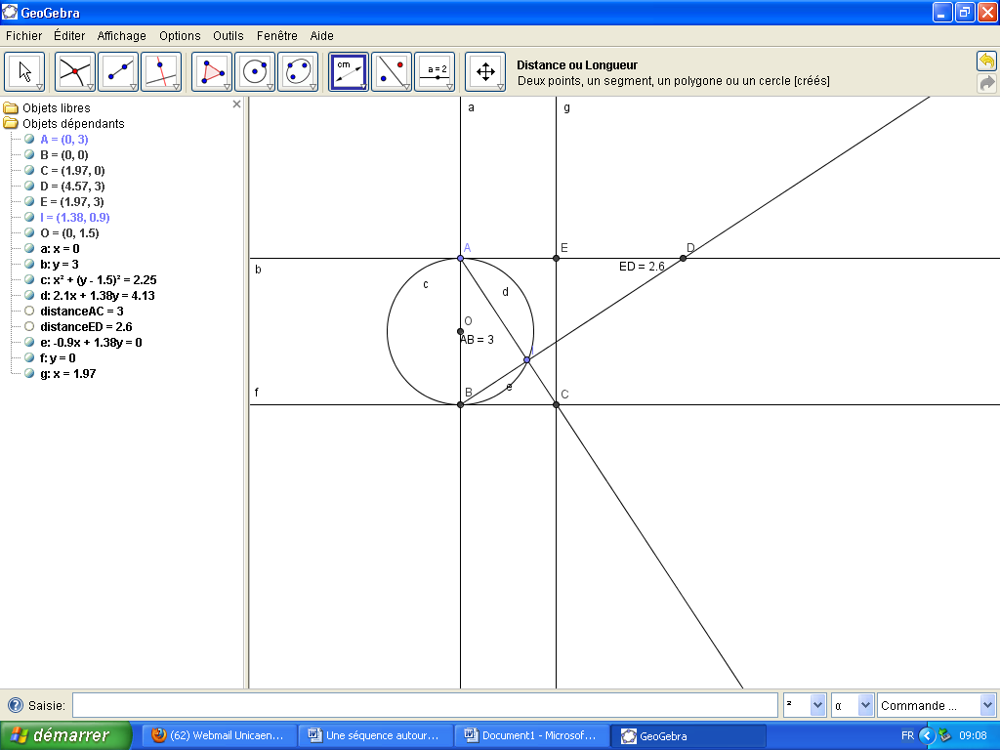 GeoGebra
Fichier Éditer Affichage Options Outils Fenêtre Aide
cm
a = 2
Distance ou Longueur
Deux points, un segment, un polygone ou un cercle [créés]
Objets libres
Objets dépendants
A = (0, 3)
B = (0, 0)
C = (1.97, 0)
D = (4.57, 3)
E = (1.97, 3)
I = (1.38, 0.9)
O = (0, 1.5)
a: x = 0
b: y = 3
c: x² + (y - 1.5)² = 2.25
d: 2.1x + 1.38y = 4.13
distanceAC = 3
distanceED = 2.6
e: -0.9x + 1.38y = 0
f: y = 0
g: x = 1.97
a g
A E D
b
ED = 2.6
c d
O
AB = 3
I
e
f B C
Saisie:
² α Commande ...
démarrer
(62) Webmail Unicaen...
Une séquence autour...
Document1 - Microsof...
GeoGebra
FR 09:08